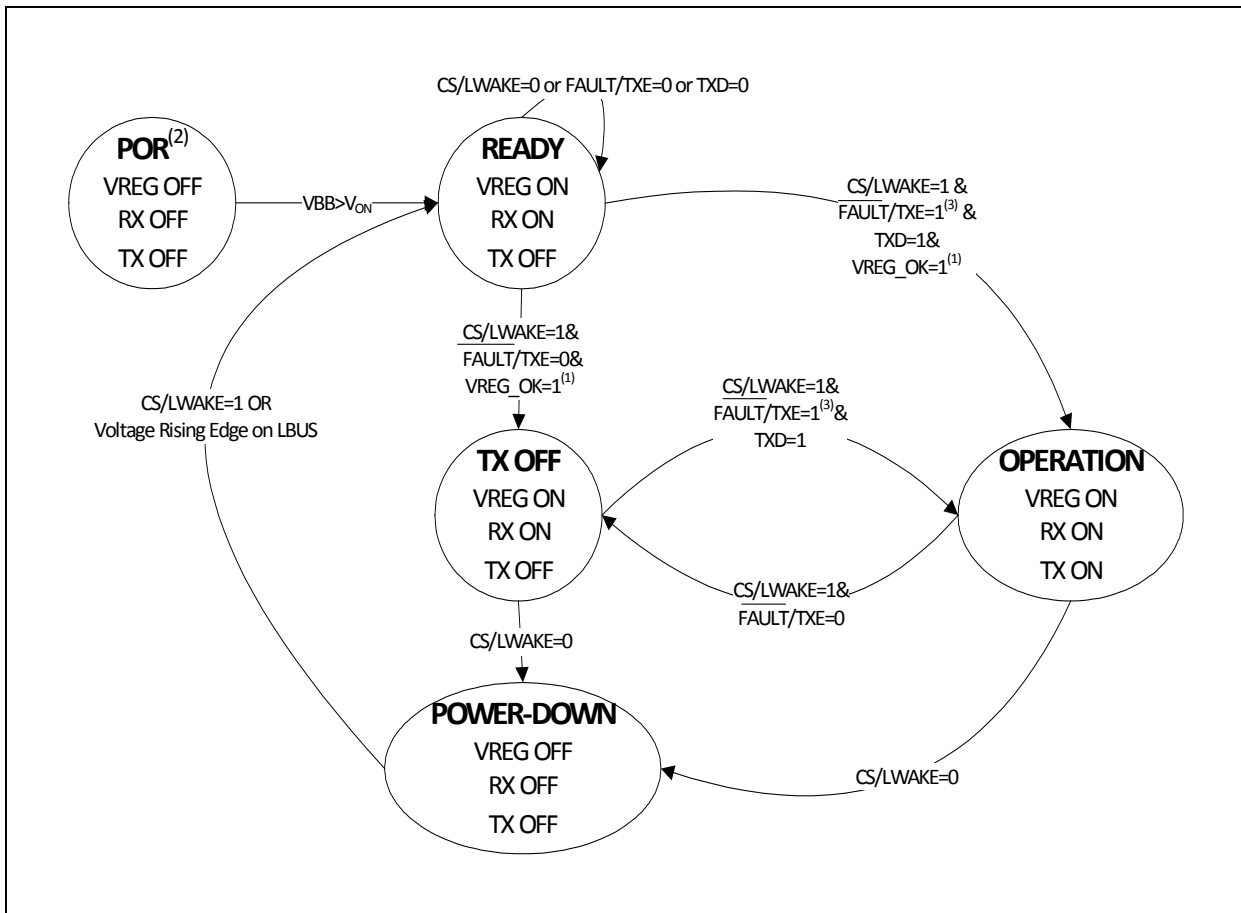 CS/LWAKE=0 or FAULT/TXE=0 or TXD=0
POR(2)
VREG OFF
RX OFF
TX OFF
VBB>VON
READY
VREG ON
RX ON
TX OFF
CS/LWAKE=1 &
FAULT/TXE=1(3) &
TXD=1&
VREG_OK=1(1)
CS/LWAKE=1&
FAULT/TXE=0&
VREG_OK=1(1)
CS/LWAKE=1 OR
Voltage Rising Edge on LBUS
CS/LWAKE=1&
FAULT/TXE=1(3)&
TXD=1
TX OFF
VREG ON
RX ON
TX OFF
OPERATION
VREG ON
RX ON
TX ON
CS/LWAKE=1&
FAULT/TXE=0
CS/LWAKE=0
POWER-DOWN
VREG OFF
RX OFF
TX OFF
CS/LWAKE=0